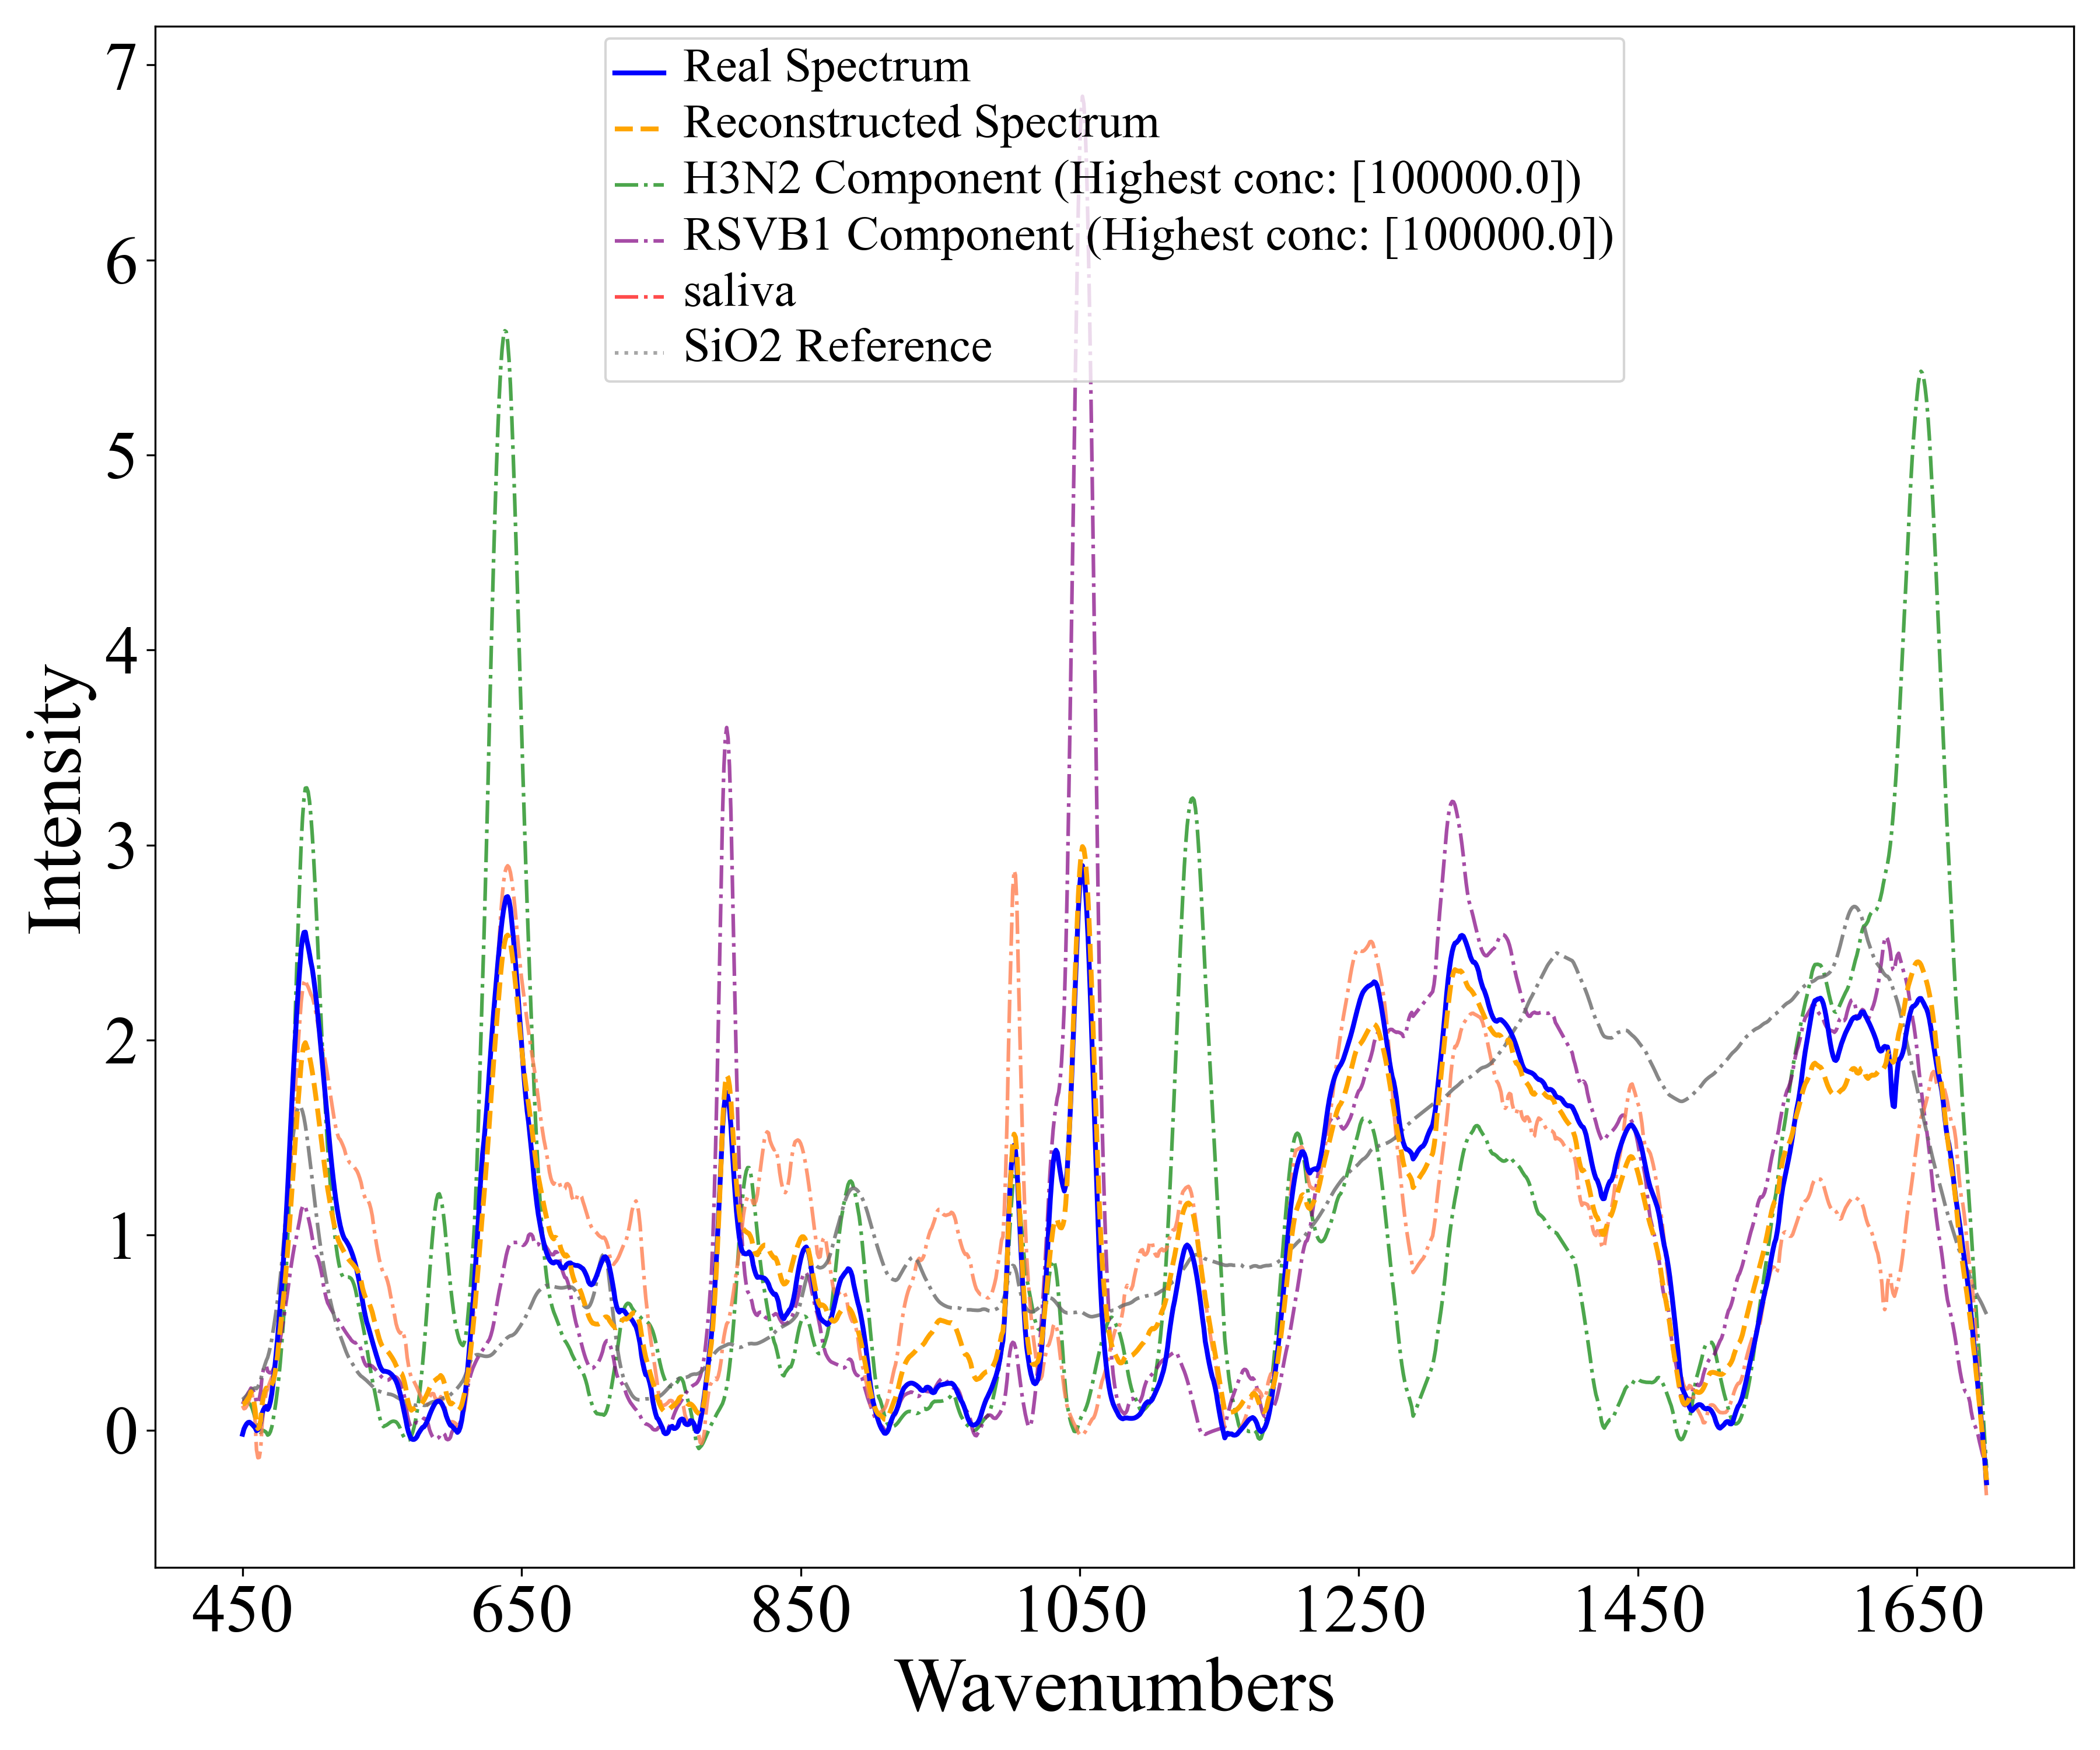 Real Spectrum
Reconstructed Spectrum
H3N2 Component (Highest conc: [100000.0])
RSVB1 Component (Highest conc: [100000.0])
saliva
SiO2 Reference
7
6
5
4
3
2
1
0
Intensity
450 650 850 1050 1250 1450 1650
Wavenumbers